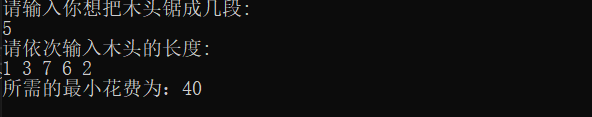 请输入你想把木头锯成几段:
5
请依次输入木头的长度:
1 3 7 6 2
所需的最小花费为: 40